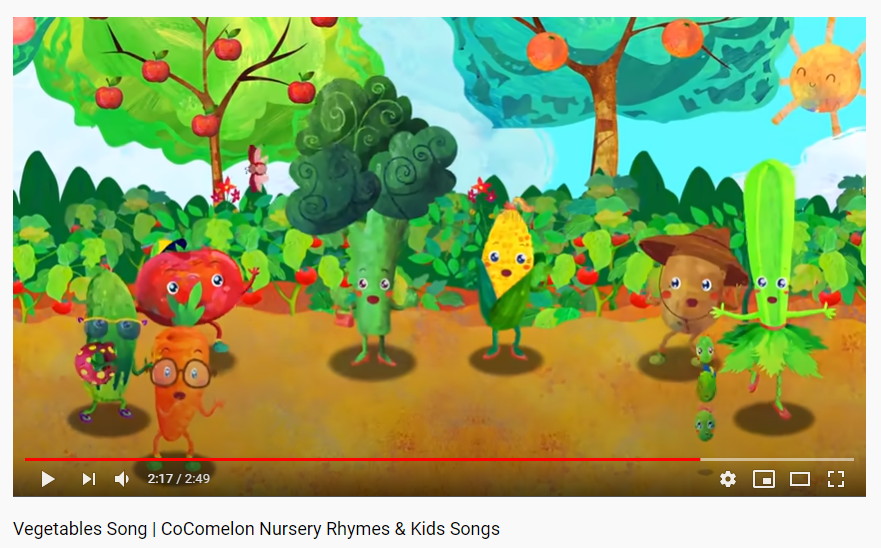 2:17 / 2:49
Vegetables Song | CoComelon Nursery Rhymes & Kids Songs